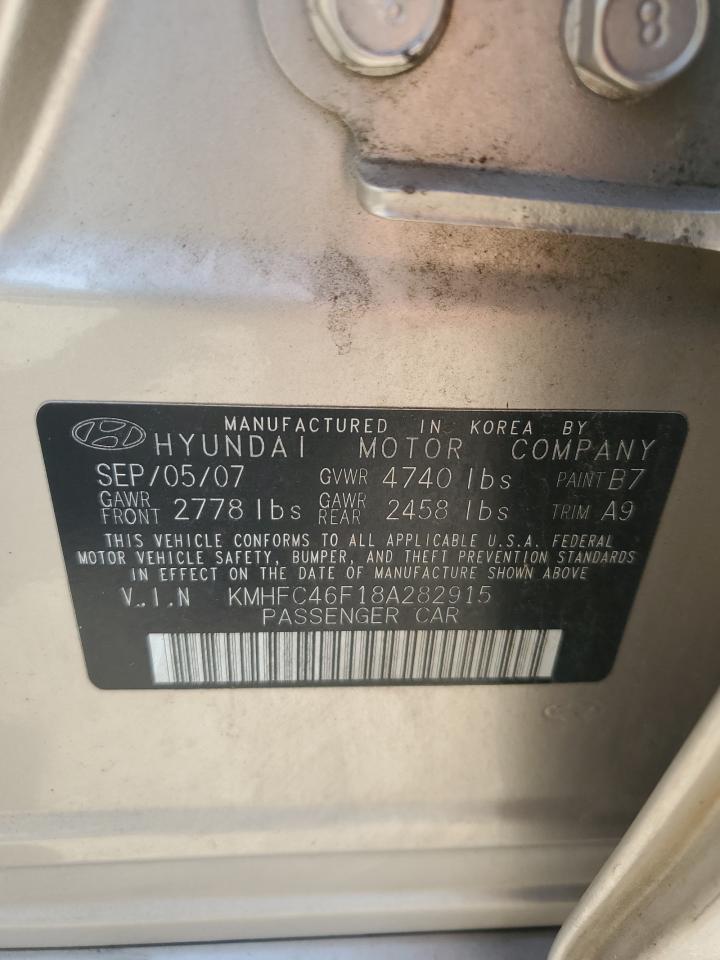 8
MANUFACTURED IN KOREA BY
HYUNDAI MOTOR COMPANY
SEP/05/07 GVWR 4740 lbs PAINT B7
GAWR FRONT 2778 lbs GAWR REAR 2458 lbs TRIM A9
THIS VEHICLE CONFORMS TO ALL APPLICABLE U.S.A. FEDERAL
MOTOR VEHICLE SAFETY, BUMPER, AND THEFT PREVENTION STANDARDS
IN EFFECT ON THE DATE OF MANUFACTURE SHOWN ABOVE
V.I.N KMHFC46F18A282915
PASSENGER CAR